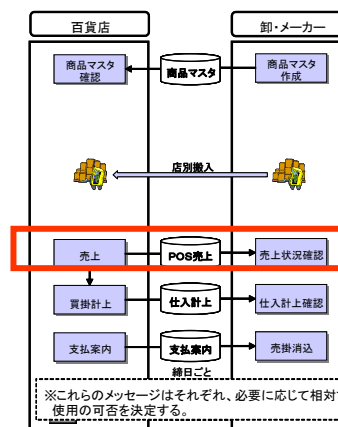 百貨店
卸・メーカー
商品マスタ
確認
商品マスタ
商品マスタ
作成
店別搬入
売上
POS売上
売上状況確認
買掛計上
仕入計上
仕入計上確認
支払案内
支払案内
売掛消込
締日ごと
※これらのメッセージはそれぞれ、必要に応じて相対
使用の可否を決定する。